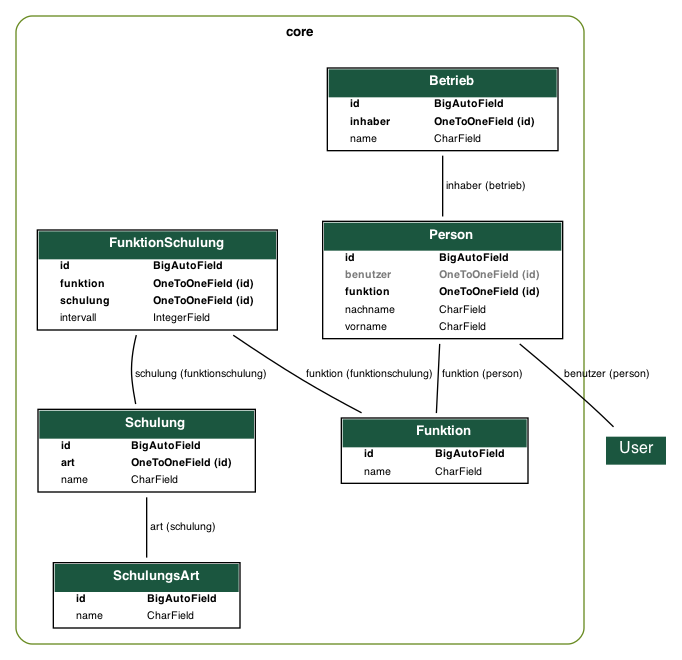 core
Betrieb
id BigAutoField
inhaber OneToOneField (id)
name CharField
inhaber (betrieb)
FunktionSchulung
id BigAutoField
funktion OneToOneField (id)
schulung OneToOneField (id)
intervall IntegerField
Person
id BigAutoField
benutzer OneToOneField (id)
funktion OneToOneField (id)
nachname CharField
vorname CharField
schulung (funktionschulung)
funktion (funktionschulung)
funktion (person)
benutzer (person)
Schulung
id BigAutoField
art OneToOneField (id)
name CharField
Funktion
id BigAutoField
name CharField
User
art (schulung)
SchulungsArt
id BigAutoField
name CharField